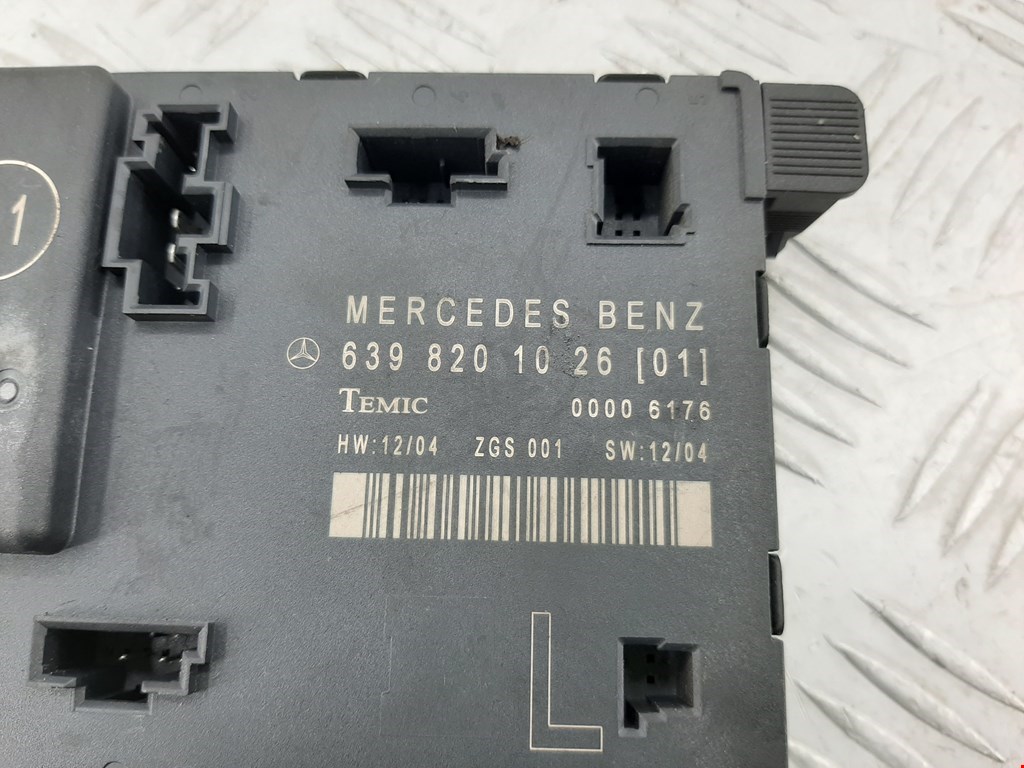 1
MERCEDES BENZ
639 820 10 26 [01]
TEMIC 0000 6176
HW:12/04 ZGS 001 SW:12/04
L